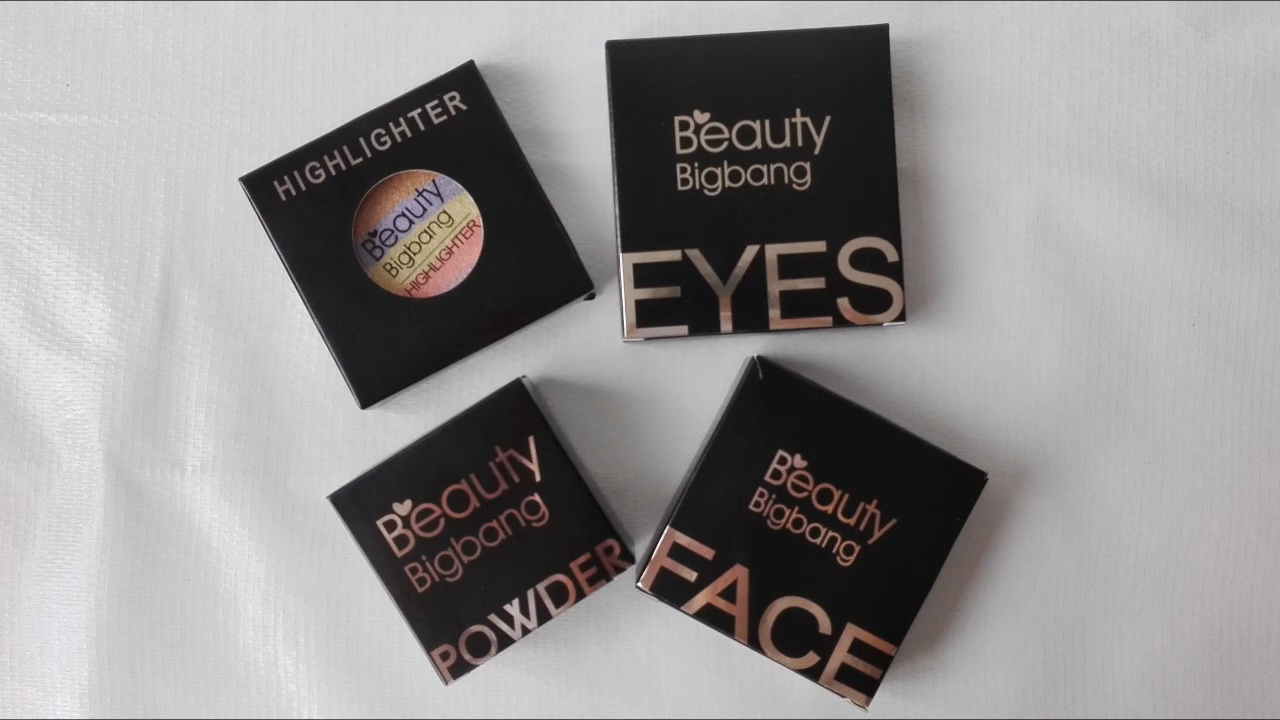 HIGHLIGHTER
Beauty
Bigbang
HIGHLIGHTER
Beauty
Bigbang
EYES
Beauty
Bigbang
POWDER
Beauty
Bigbang
FACE